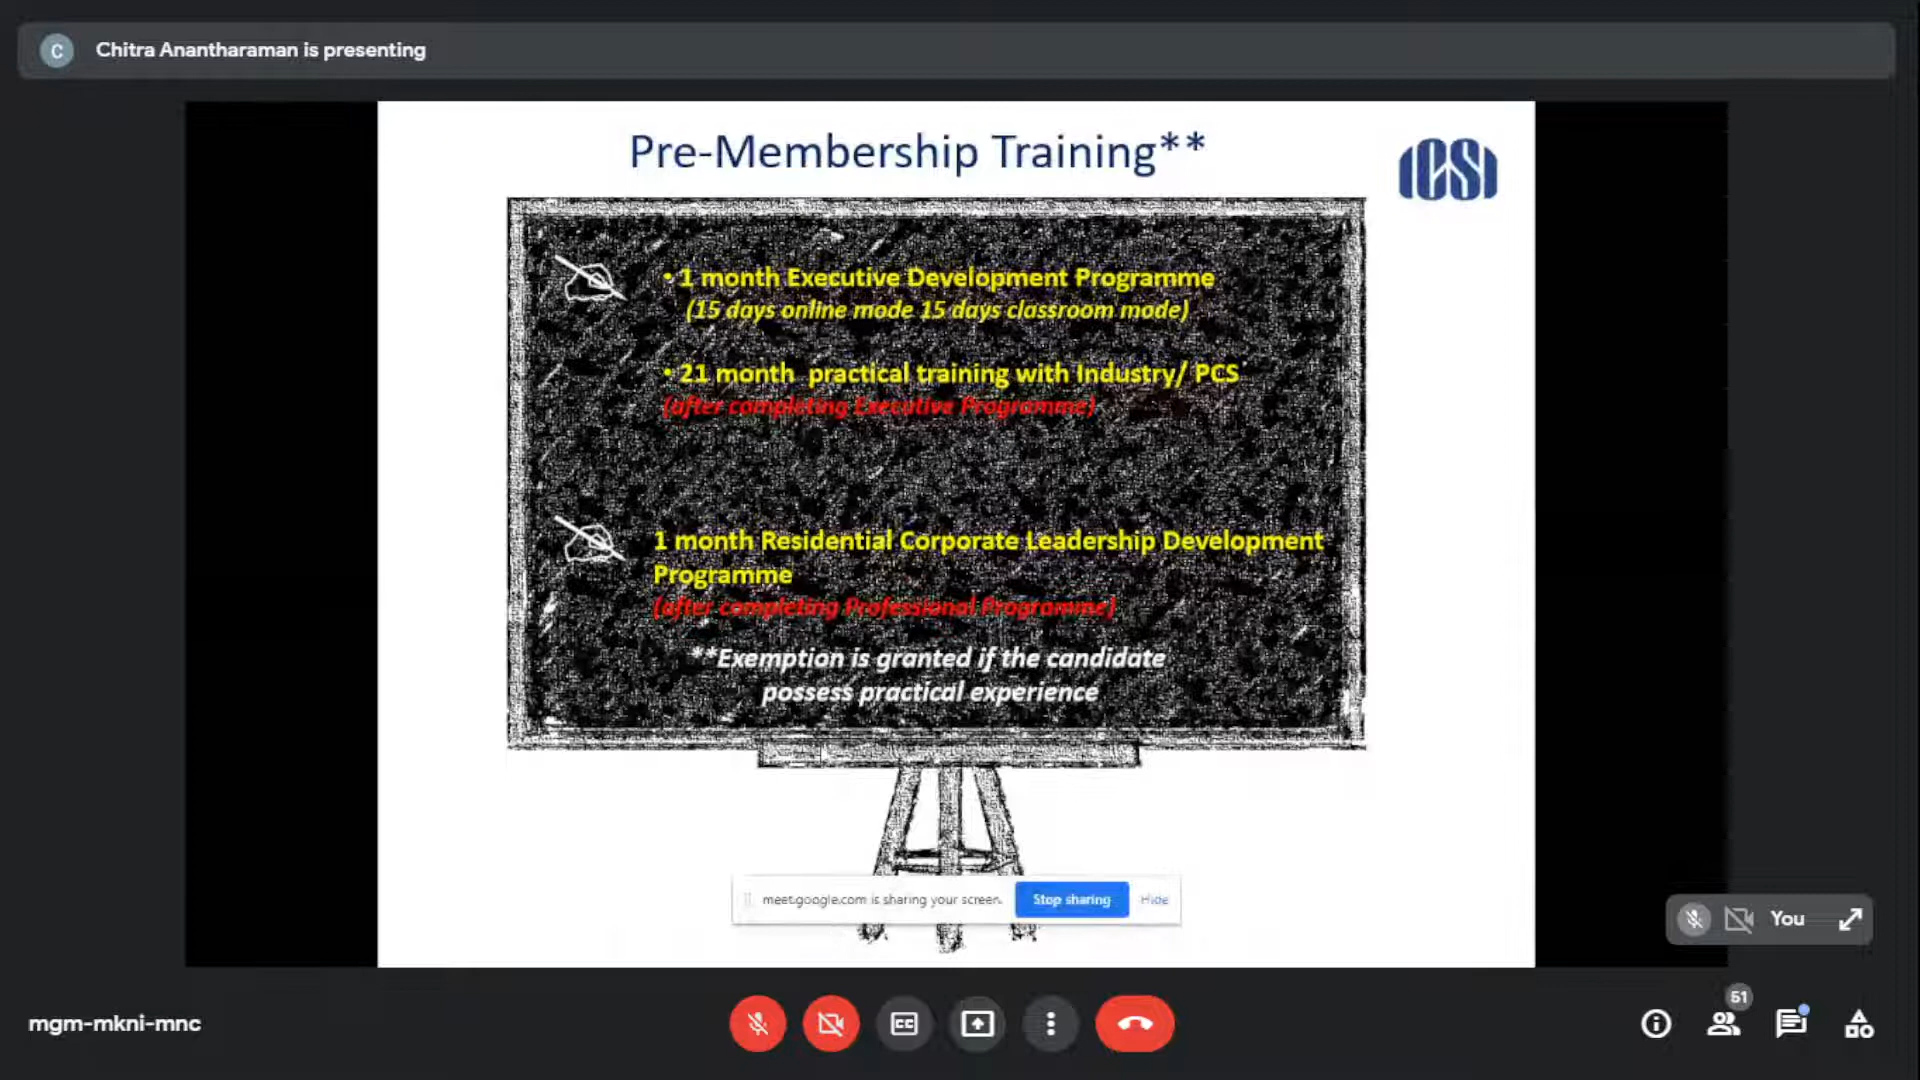 C Chitra Anantharaman is presenting
Pre-Membership Training**
ICSI
• 1 month Executive Development Programme
(15 days online mode 15 days classroom mode)
• 21 month practical training with Industry/ PCS
(after completing Executive Programme)
1 month Residential Corporate Leadership Development
Programme
(after completing Professional Programme)
**Exemption is granted if the candidate
possess practical experience
meet.google.com is sharing your screen. Stop sharing Hide
You
mgm-mkni-mnc
CC
51